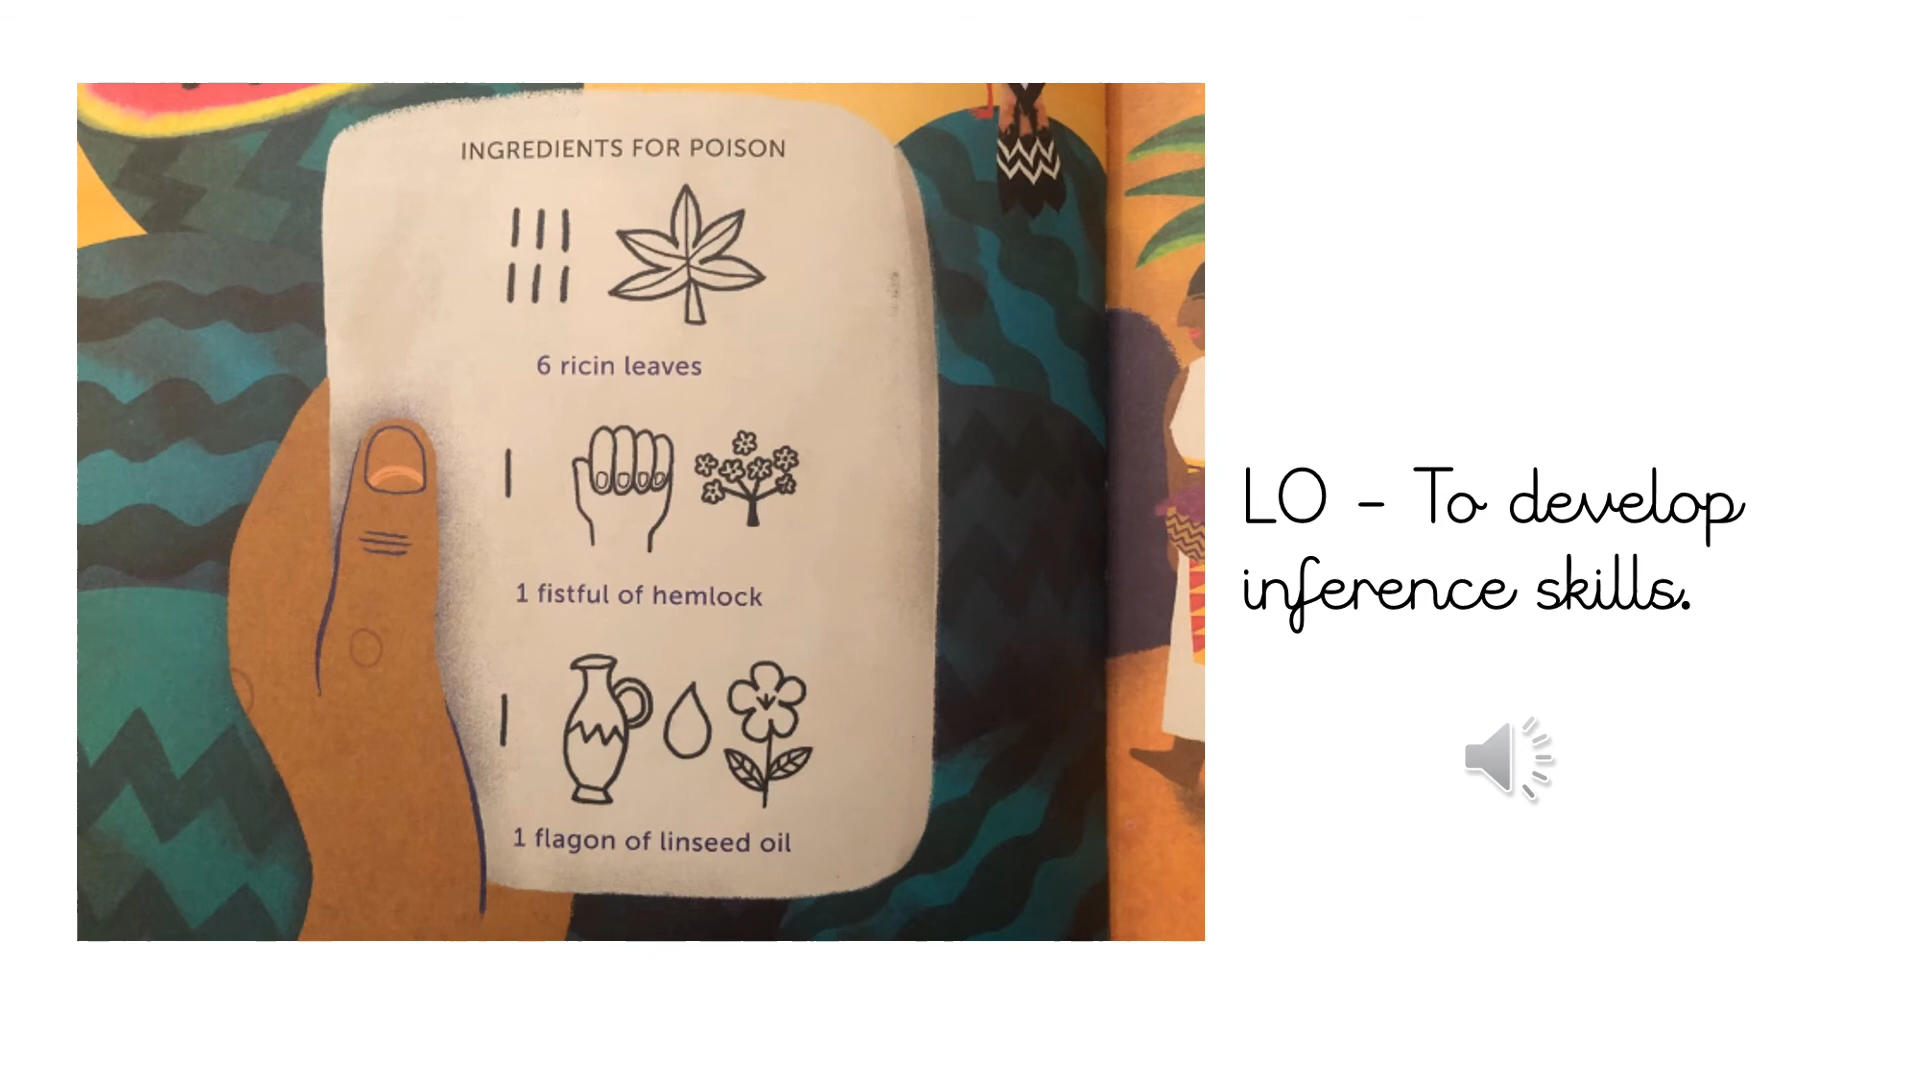 INGREDIENTS FOR POISON
6 ricin leaves
1 fistful of hemlock
1 flagon of linseed oil
LO - To develop
inference skills.